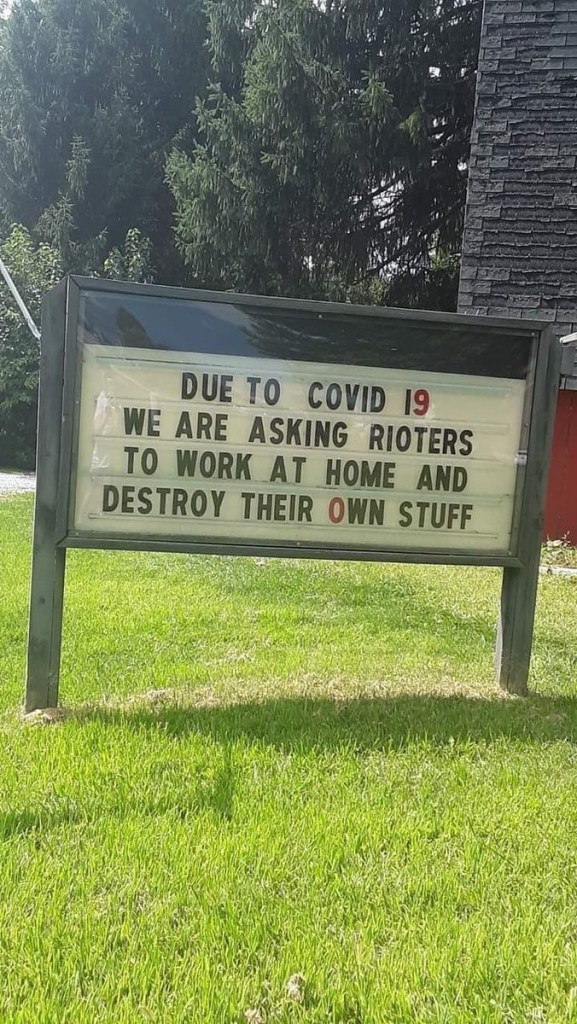 DUE TO COVID 19
WE ARE ASKING RIOTERS
TO WORK AT HOME AND
DESTROY THEIR OWN STUFF